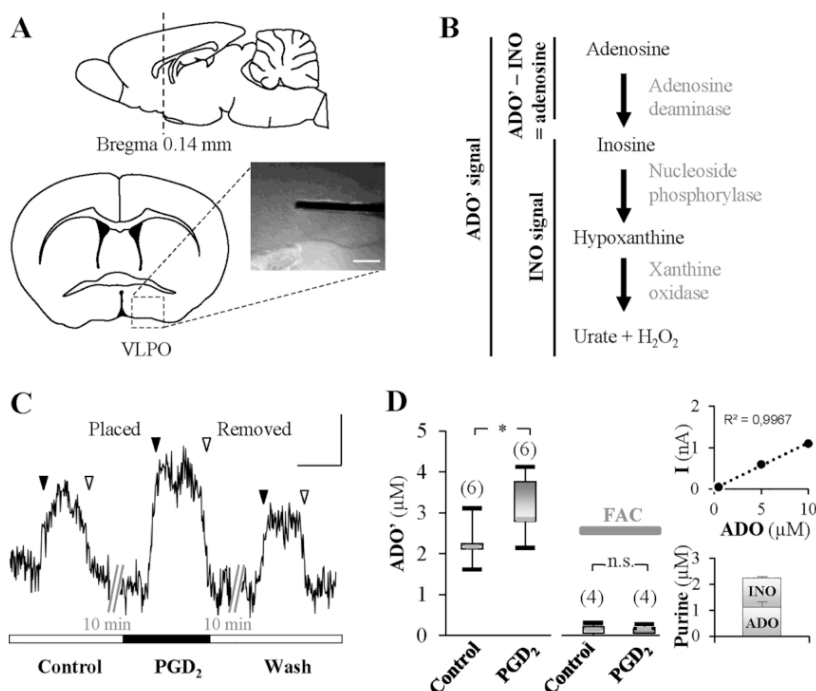 A
Bregma 0.14 mm
VLPO
B
ADO' signal
ADO' – INO
= adenosine
INO signal
Adenosine
Adenosine
deaminase
Inosine
Nucleoside
phosphorylase
Hypoxanthine
Xanthine
oxidase
Urate + H₂O₂
C
Placed
Removed
10 min
10 min
Control
PGD₂
Wash
D
ADO' (μM)
5
4
3
2
1
0
*
(6)
(6)
Control
PGD₂
FAC
n.s.
(4)
(4)
Control
PGD₂
I (nA)
2
1
0
R² = 0,9967
0
5
10
ADO (μM)
Purine (μM)
3
2
1
0
INO
ADO